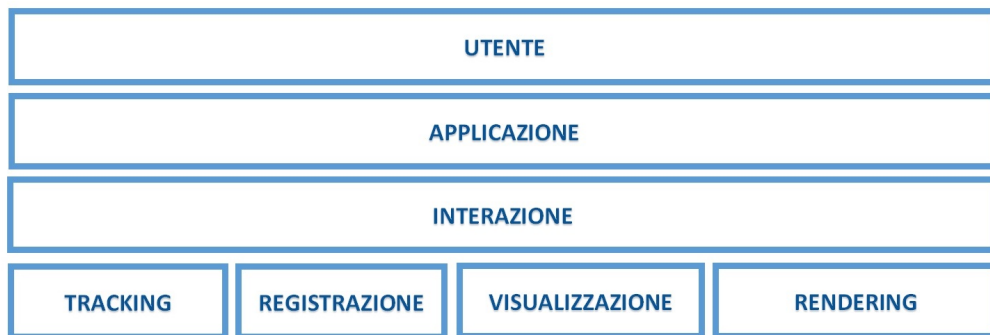 UTENTE
APPLICAZIONE
INTERAZIONE
TRACKING REGISTRAZIONE VISUALIZZAZIONE RENDERING